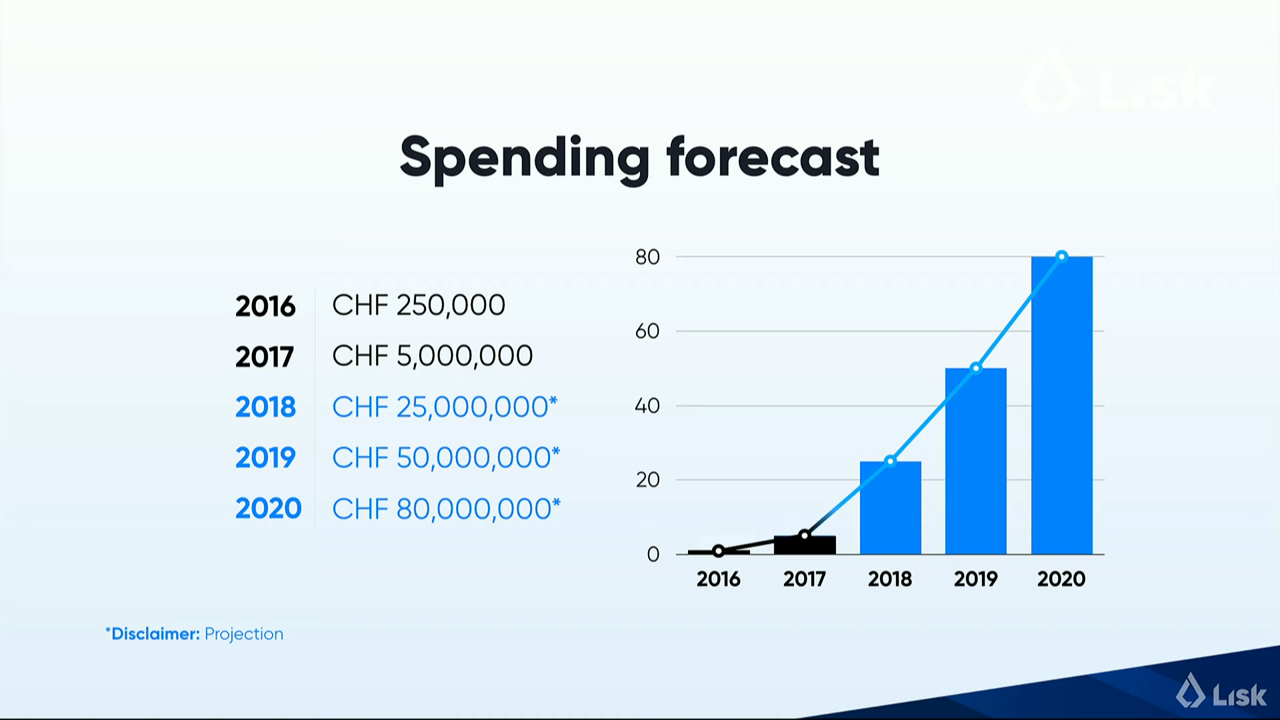 Lisk
Spending forecast
2016 CHF 250,000
2017 CHF 5,000,000
2018 CHF 25,000,000*
2019 CHF 50,000,000*
2020 CHF 80,000,000*
80
60
40
20
0
2016 2017 2018 2019 2020
*Disclaimer: Projection
Lisk